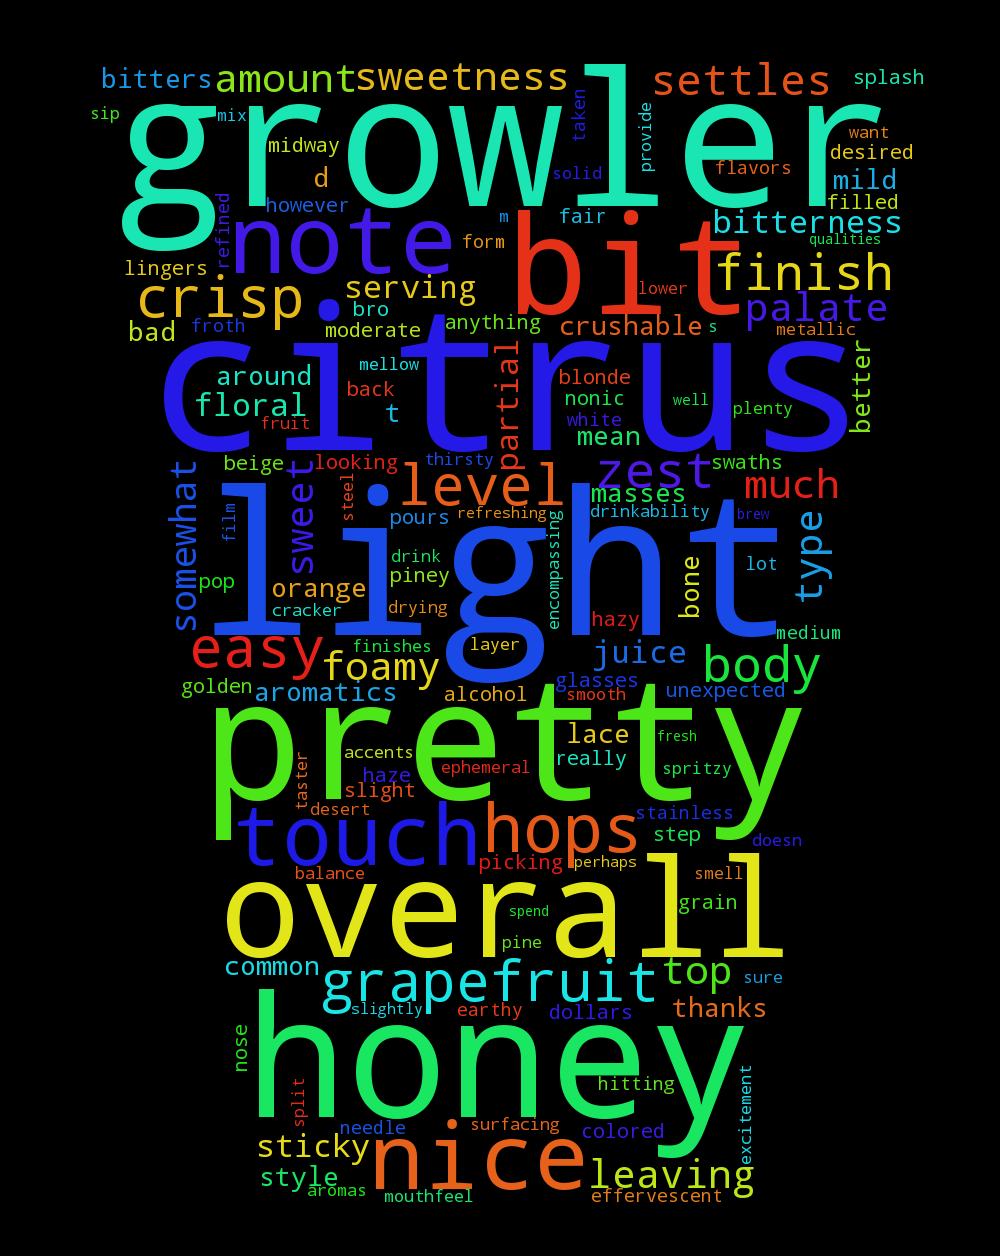 bitters amount sweetness settles splash
sip growler mix taken provide want
midway solid flavors desired
d mild
refined however note m fair bit filled
form bitterness qualities
lingers finish
crisp serving lower palate
bad froth bro moderate anything crushable s metallic
citrus mellow partial better
around back blonde
floral t nonic well plenty
fruit white mean
beige looking thirsty zest swaths
somewhat sweet steel level masses much
film pours refreshing drinkability brew type
light drink encompassing lot
pop orange piney bone
cracker drying hazy medium
easy finishes layer juice body
foamy glasses
golden aromatics alcohol smooth unexpected
pretty lace fresh
accents really
taster haze ephemeral spritzy
slight
desert stainless
touch hops step doesn
picking perhaps
balance smell
overall spend grain
pine
common grapefruit top sure
slightly earthy dollars thanks
nose honey
hitting
split excitement
needle surfacing colored
sticky nice leaving
style
aromas mouthfeel effervescent